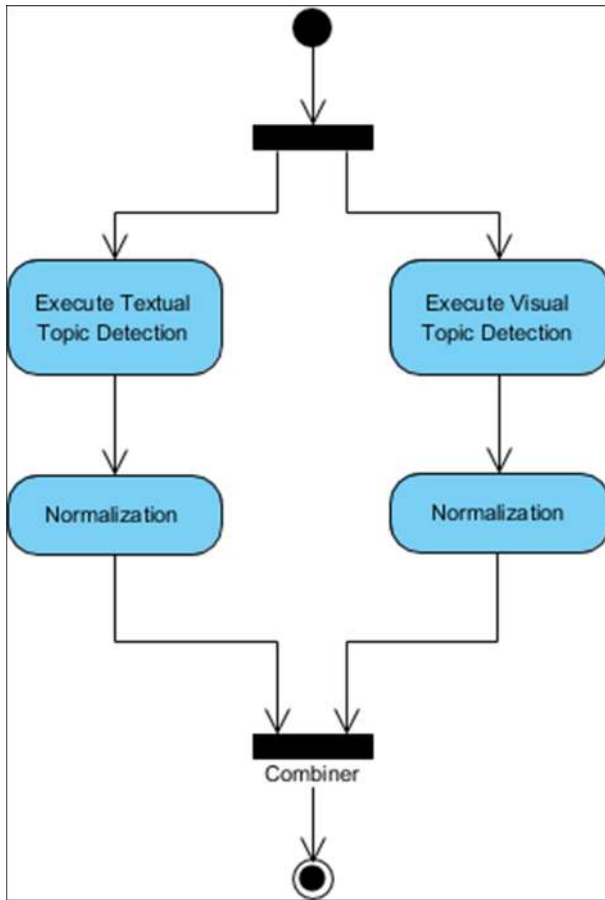 Execute Textual
Topic Detection
Execute Visual
Topic Detection
Normalization
Normalization
Combiner